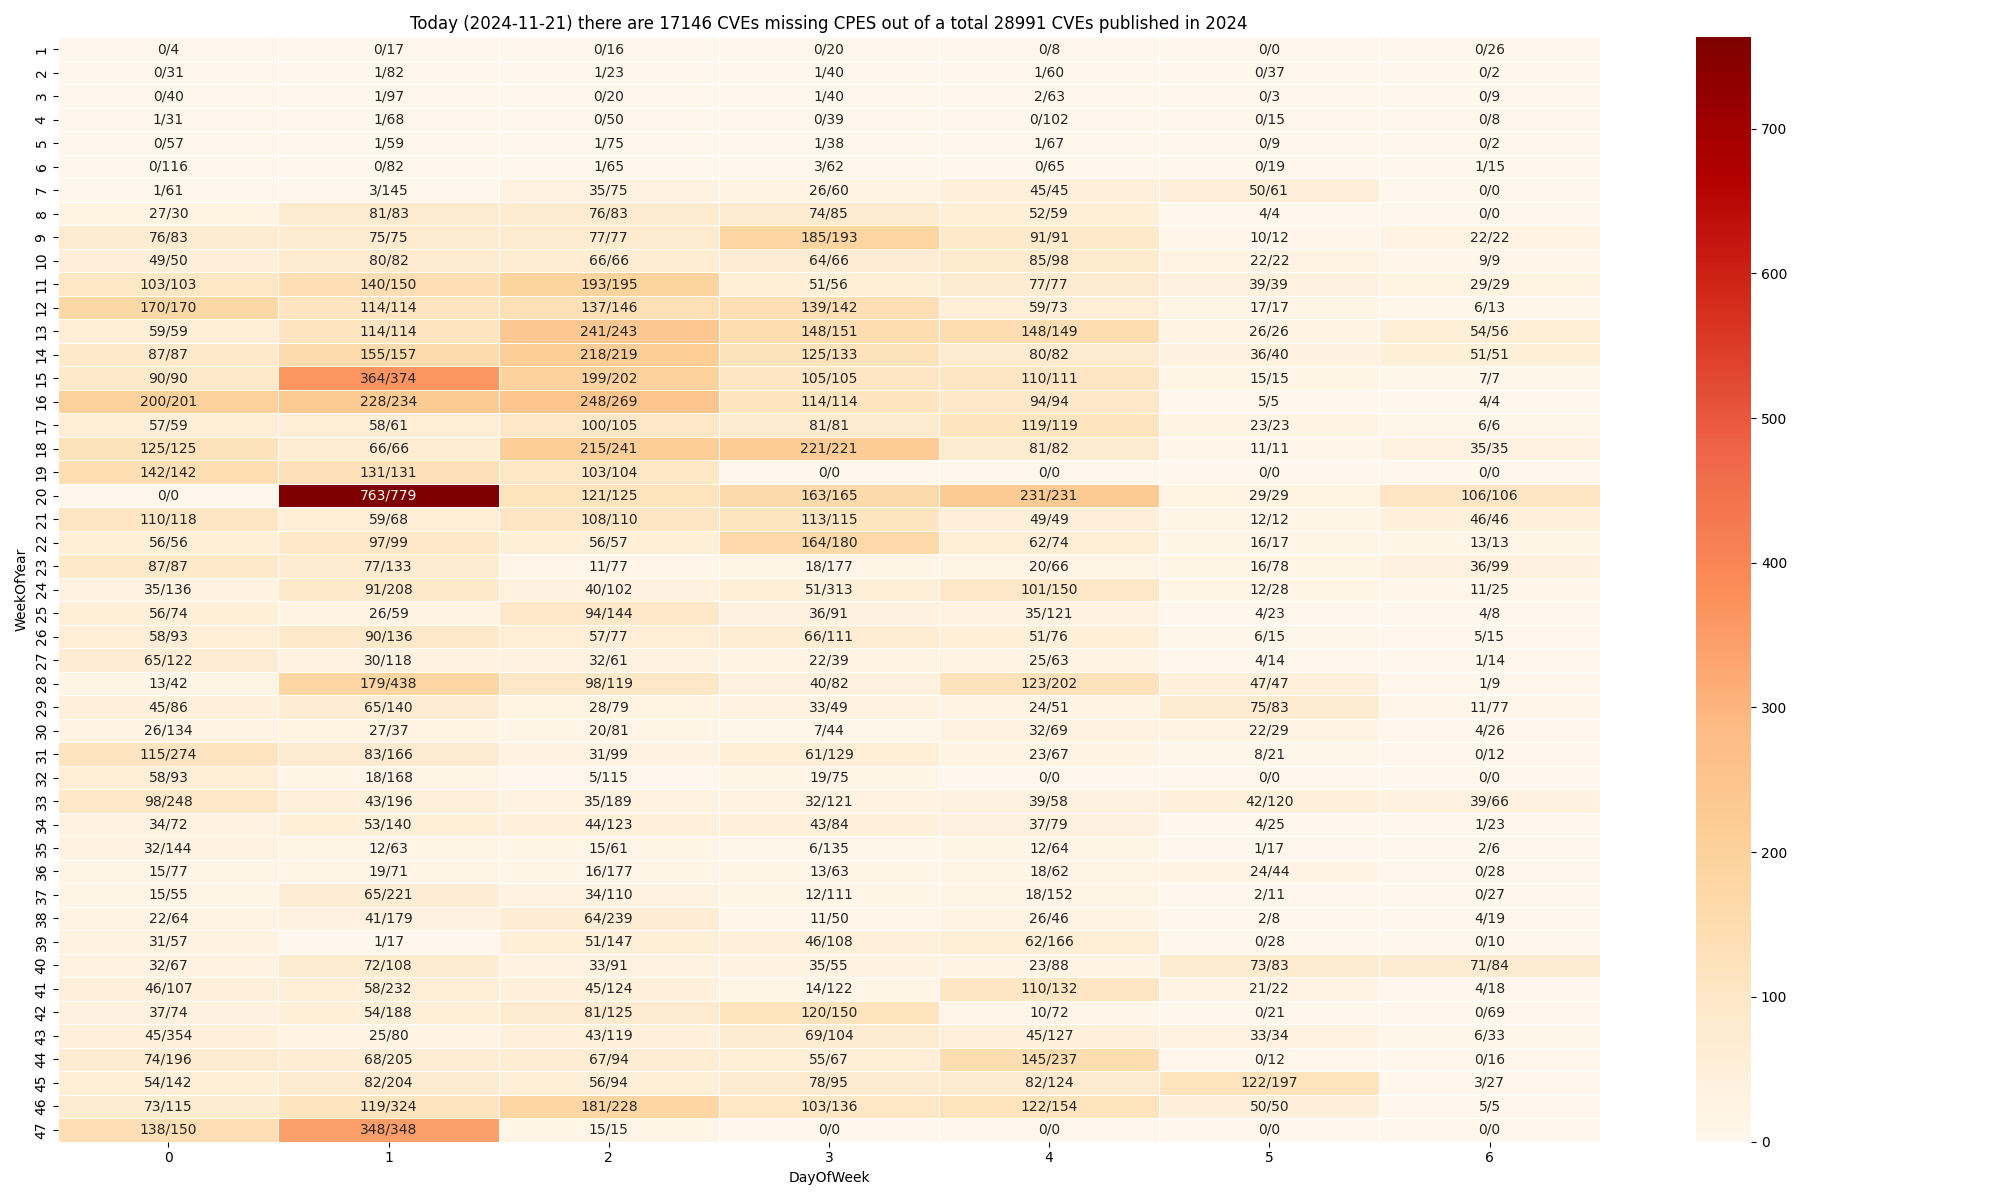 Today (2024-11-21) there are 17146 CVEs missing CPES out of a total 28991 CVEs published in 2024
1 0/4 0/17 0/16 0/20 0/8 0/0 0/26
2 0/31 1/82 1/23 1/40 1/60 0/37 0/2
3 0/40 1/97 0/20 1/40 2/63 0/3 0/9
4 1/31 1/68 0/50 0/39 0/102 0/15 0/8
5 0/57 1/59 1/75 1/38 1/67 0/9 0/2
6 0/116 0/82 1/65 3/62 0/65 0/19 1/15
7 1/61 3/145 35/75 26/60 45/45 50/61 0/0
8 27/30 81/83 76/83 74/85 52/59 4/4 0/0
9 76/83 75/75 77/77 185/193 91/91 10/12 22/22
10 49/50 80/82 66/66 64/66 85/98 22/22 9/9
11 103/103 140/150 193/195 51/56 77/77 39/39 29/29
12 170/170 114/114 137/146 139/142 59/73 17/17 6/13
13 59/59 114/114 241/243 148/151 148/149 26/26 54/56
14 87/87 155/157 218/219 125/133 80/82 36/40 51/51
15 90/90 364/374 199/202 105/105 110/111 15/15 7/7
16 200/201 228/234 248/269 114/114 94/94 5/5 4/4
17 57/59 58/61 100/105 81/81 119/119 23/23 6/6
18 125/125 66/66 215/241 221/221 81/82 11/11 35/35
19 142/142 131/131 103/104 0/0 0/0 0/0 0/0
20 0/0 763/779 121/125 163/165 231/231 29/29 106/106
21 110/118 59/68 108/110 113/115 49/49 12/12 46/46
22 56/56 97/99 56/57 164/180 62/74 16/17 13/13
23 87/87 77/133 11/77 18/177 20/66 16/78 36/99
24 35/136 91/208 40/102 51/313 101/150 12/28 11/25
25 56/74 26/59 94/144 36/91 35/121 4/23 4/8
26 58/93 90/136 57/77 66/111 51/76 6/15 5/15
27 65/122 30/118 32/61 22/39 25/63 4/14 1/14
28 13/42 179/438 98/119 40/82 123/202 47/47 1/9
29 45/86 65/140 28/79 33/49 24/51 75/83 11/77
30 26/134 27/37 20/81 7/44 32/69 22/29 4/26
31 115/274 83/166 31/99 61/129 23/67 8/21 0/12
32 58/93 18/168 5/115 19/75 0/0 0/0 0/0
33 98/248 43/196 35/189 32/121 39/58 42/120 39/66
34 34/72 53/140 44/123 43/84 37/79 4/25 1/23
35 32/144 12/63 15/61 6/135 12/64 1/17 2/6
36 15/77 19/71 16/177 13/63 18/62 24/44 0/28
37 15/55 65/221 34/110 12/111 18/152 2/11 0/27
38 22/64 41/179 64/239 11/50 26/46 2/8 4/19
39 31/57 1/17 51/147 46/108 62/166 0/28 0/10
40 32/67 72/108 33/91 35/55 23/88 73/83 71/84
41 46/107 58/232 45/124 14/122 110/132 21/22 4/18
42 37/74 54/188 81/125 120/150 10/72 0/21 0/69
43 45/354 25/80 43/119 69/104 45/127 33/34 6/33
44 74/196 68/205 67/94 55/67 145/237 0/12 0/16
45 54/142 82/204 56/94 78/95 82/124 122/197 3/27
46 73/115 119/324 181/228 103/136 122/154 50/50 5/5
47 138/150 348/348 15/15 0/0 0/0 0/0 0/0
0 1 2 3 4 5 6
DayOfWeek
WeekOfYear
700
600
500
400
300
200
100
0